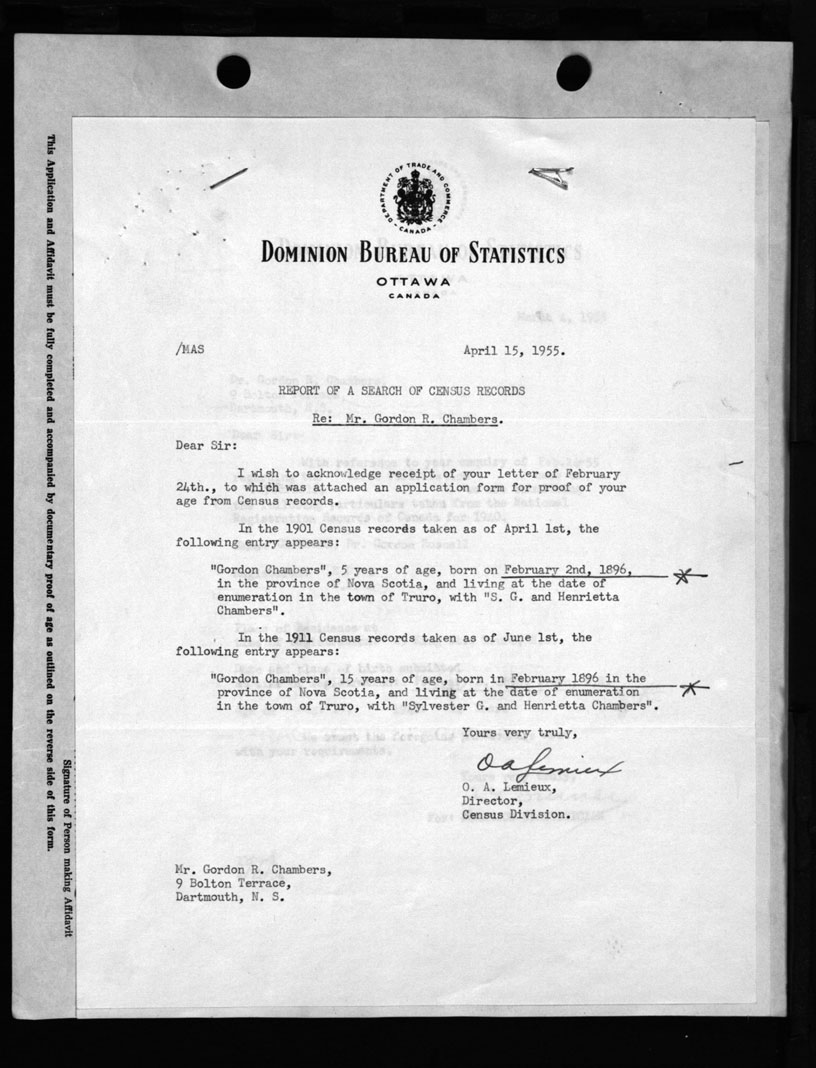 This Application and Affidavit must be fully completed and accompanied by documentary proof of age as outlined on the reverse side of this form.
Signature of Person making Affidavit
DEPARTMENT OF TRADE AND COMMERCE
- CANADA -
DOMINION BUREAU OF STATISTICS
OTTAWA
CANADA
/MAS April 15, 1955.
REPORT OF A SEARCH OF CENSUS RECORDS
Re: Mr. Gordon R. Chambers.
Dear Sir:
I wish to acknowledge receipt of your letter of February
24th., to which was attached an application form for proof of your
age from Census records.
In the 1901 Census records taken as of April 1st, the
following entry appears:
"Gordon Chambers", 5 years of age, born on February 2nd, 1896,
in the province of Nova Scotia, and living at the date of
enumeration in the town of Truro, with "S. G. and Henrietta
Chambers".
In the 1911 Census records taken as of June 1st, the
following entry appears:
"Gordon Chambers", 15 years of age, born in February 1896 in the
province of Nova Scotia, and living at the date of enumeration
in the town of Truro, with "Sylvester G. and Henrietta Chambers".
Yours very truly,
O A Lemieux
O. A. Lemieux,
Director,
Census Division.
Mr. Gordon R. Chambers,
9 Bolton Terrace,
Dartmouth, N. S.